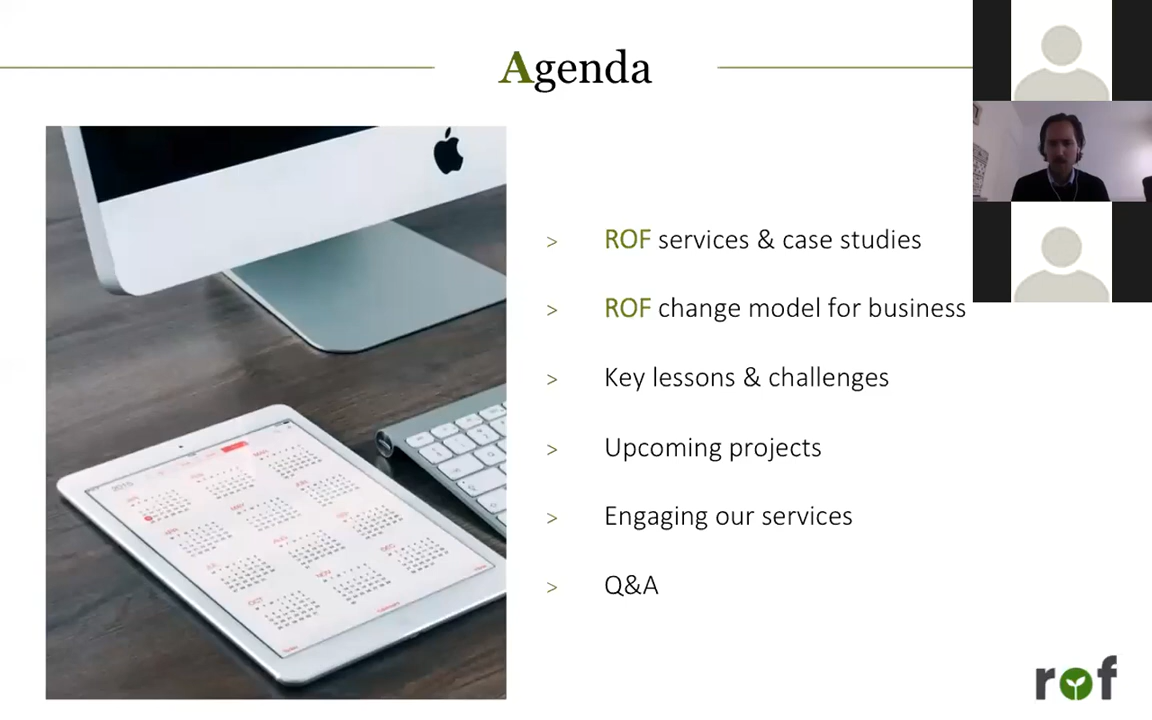 Agenda
> ROF services & case studies
> ROF change model for business
> Key lessons & challenges
> Upcoming projects
> Engaging our services
> Q&A
2015
rof